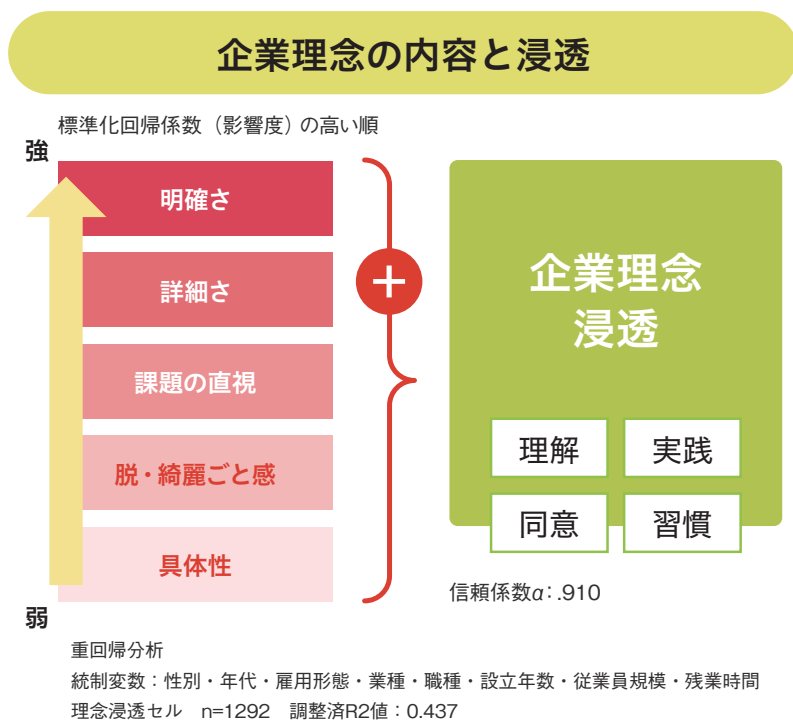 企業理念の内容と浸透
標準化回帰係数（影響度）の高い順
強
明確さ
詳細さ
課題の直視
脱・綺麗ごと感
具体性
弱
+
企業理念
浸透
理解
実践
同意
習慣
信頼係数α：.910
重回帰分析
統制変数：性別・年代・雇用形態・業種・職種・設立年数・従業員規模・残業時間
理念浸透セル　n=1292　調整済R2値：0.437